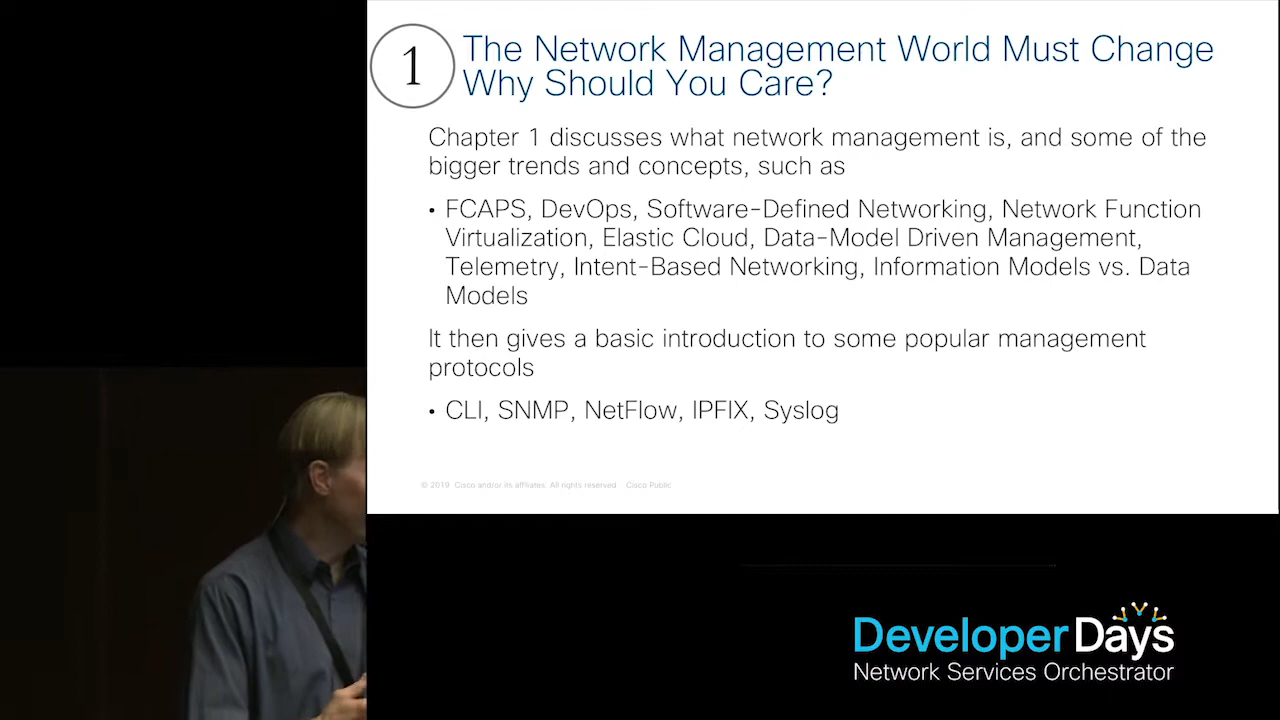 1
The Network Management World Must Change
Why Should You Care?
Chapter 1 discusses what network management is, and some of the
bigger trends and concepts, such as
• FCAPS, DevOps, Software-Defined Networking, Network Function
Virtualization, Elastic Cloud, Data-Model Driven Management,
Telemetry, Intent-Based Networking, Information Models vs. Data
Models
It then gives a basic introduction to some popular management
protocols
• CLI, SNMP, NetFlow, IPFIX, Syslog
© 2019 Cisco and/or its affiliates. All rights reserved Cisco Public
DeveloperDays
Network Services Orchestrator